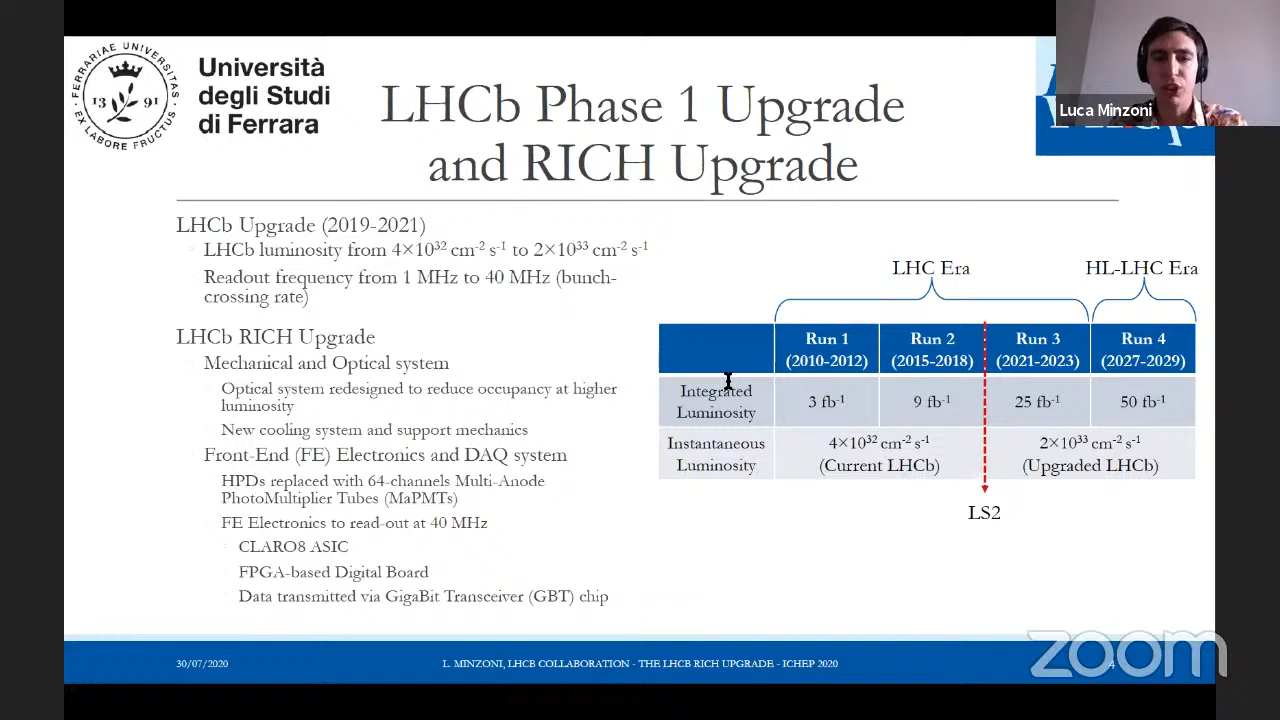 FERRARIAE UNIVERSITAS
13 91
EX LABORE FRUCTUS
Università
degli Studi
di Ferrara
LHCb Phase 1 Upgrade
and RICH Upgrade
Luca Minzoni
LHCb Upgrade (2019-2021)
LHCb luminosity from 4×10³² cm⁻² s⁻¹ to 2×10³³ cm⁻² s⁻¹
Readout frequency from 1 MHz to 40 MHz (bunch-
crossing rate)
LHCb RICH Upgrade
Mechanical and Optical system
Optical system redesigned to reduce occupancy at higher
luminosity
New cooling system and support mechanics
Front-End (FE) Electronics and DAQ system
HPDs replaced with 64-channels Multi-Anode
PhotoMultiplier Tubes (MaPMTs)
FE Electronics to read-out at 40 MHz
CLARO8 ASIC
FPGA-based Digital Board
Data transmitted via GigaBit Transceiver (GBT) chip
LHC Era HL-LHC Era
Run 1 Run 2 Run 3 Run 4
(2010-2012) (2015-2018) (2021-2023) (2027-2029)
Integrated
Luminosity 3 fb⁻¹ 9 fb⁻¹ 25 fb⁻¹ 50 fb⁻¹
Instantaneous 4×10³² cm⁻² s⁻¹ 2×10³³ cm⁻² s⁻¹
Luminosity (Current LHCb) (Upgraded LHCb)
LS2
30/07/2020 L. MINZONI, LHCB COLLABORATION - THE LHCB RICH UPGRADE - ICHEP 2020 4
zoom